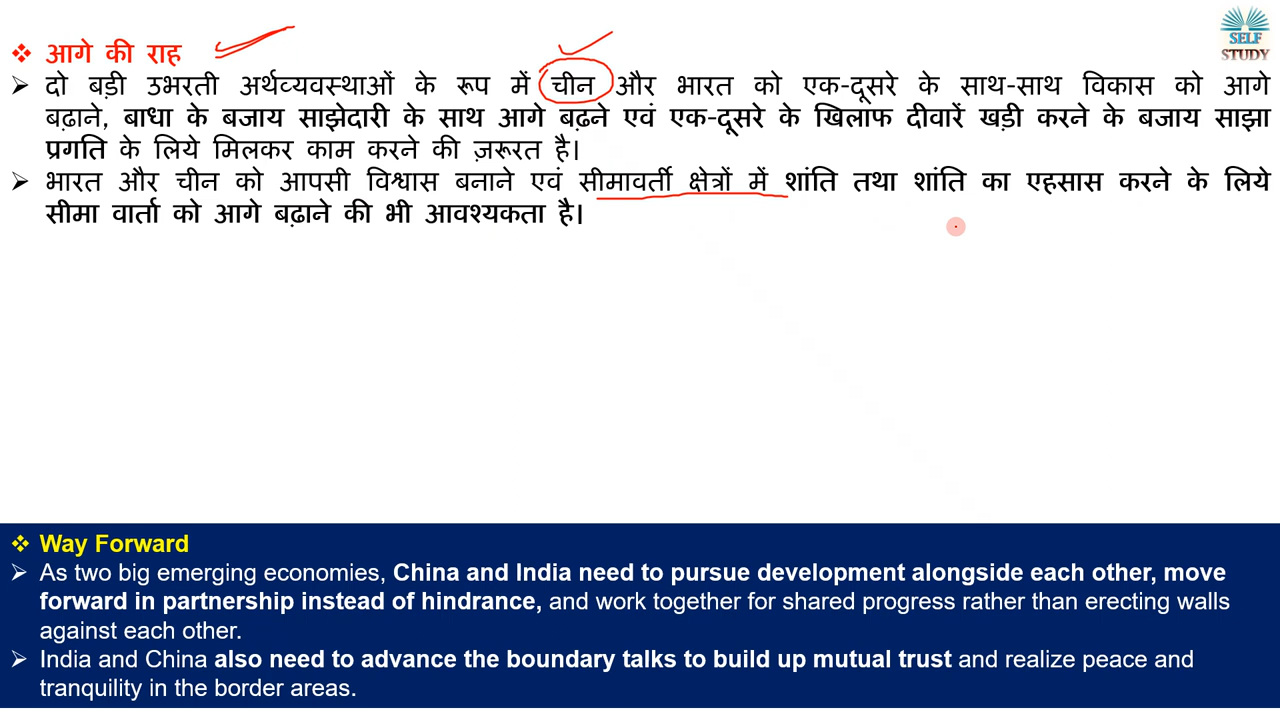 SELF
STUDY
❖ आगे की राह
➢ दो बड़ी उभरती अर्थव्यवस्थाओं के रूप में चीन और भारत को एक-दूसरे के साथ-साथ विकास को आगे
बढ़ाने, बाधा के बजाय साझेदारी के साथ आगे बढ़ने एवं एक-दूसरे के खिलाफ दीवारें खड़ी करने के बजाय साझा
प्रगति के लिये मिलकर काम करने की ज़रूरत है।
➢ भारत और चीन को आपसी विश्वास बनाने एवं सीमावर्ती क्षेत्रों में शांति तथा शांति का एहसास करने के लिये
सीमा वार्ता को आगे बढ़ाने की भी आवश्यकता है।
❖ Way Forward
➢ As two big emerging economies, China and India need to pursue development alongside each other, move
forward in partnership instead of hindrance, and work together for shared progress rather than erecting walls
against each other.
➢ India and China also need to advance the boundary talks to build up mutual trust and realize peace and
tranquility in the border areas.